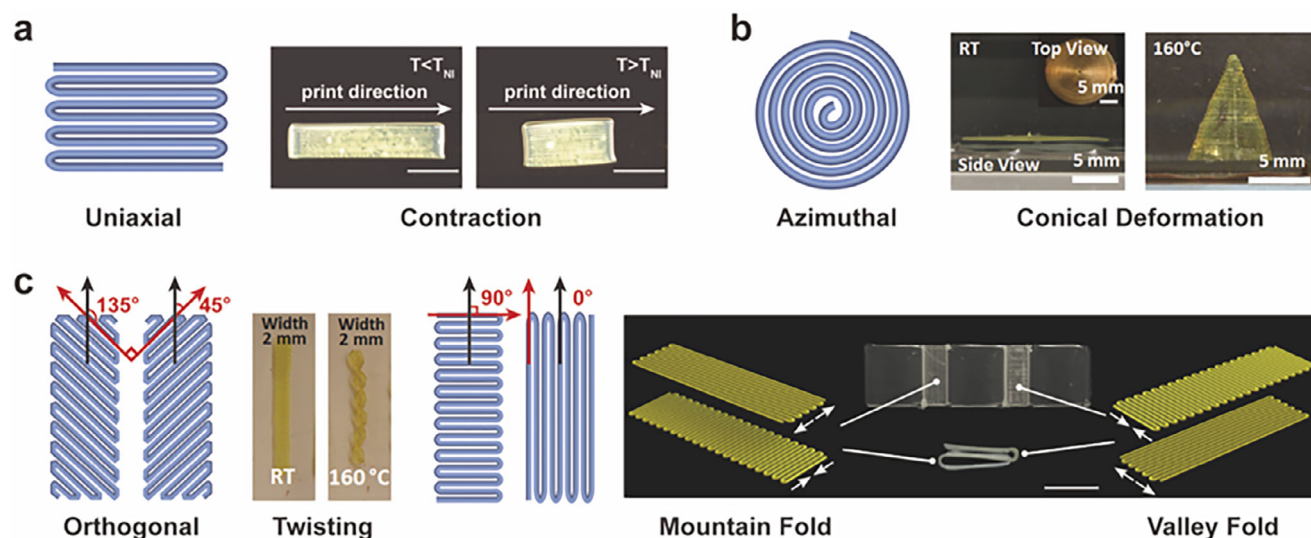 a
T<T_NI
print direction
T>T_NI
print direction
Uniaxial
Contraction
b
RT
Top View
5 mm
Side View
5 mm
160°C
5 mm
Azimuthal
Conical Deformation
c
135°
45°
Width
2 mm
RT
Width
2 mm
160 °C
90°
0°
Orthogonal
Twisting
Mountain Fold
Valley Fold